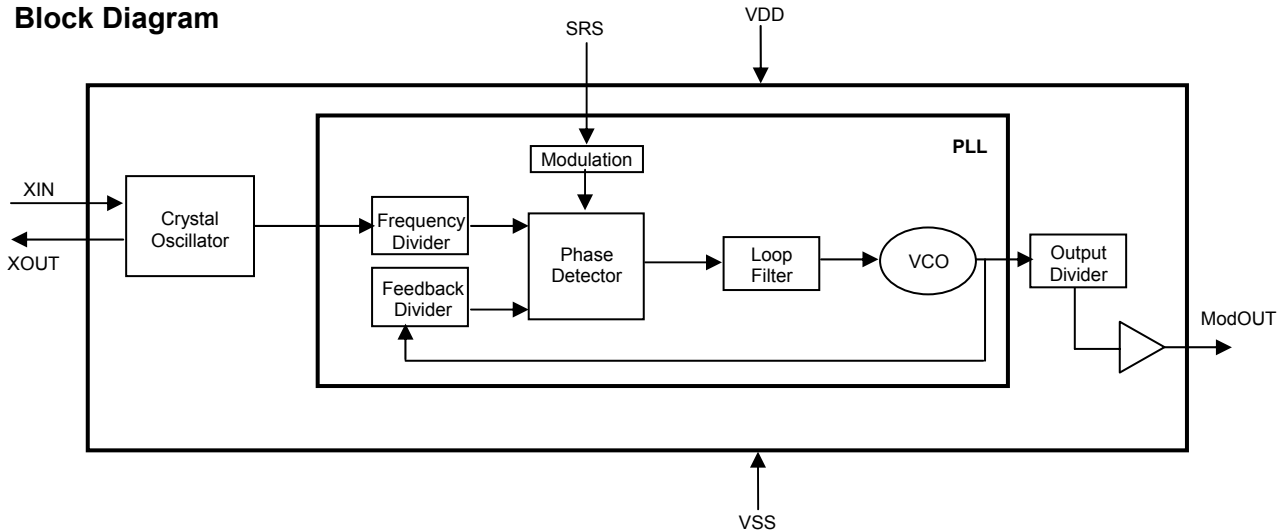 Block Diagram
VDD
SRS
PLL
Modulation
XIN
Crystal
Oscillator
XOUT
Frequency
Divider
Feedback
Divider
Phase
Detector
Loop
Filter
VCO
Output
Divider
ModOUT
VSS